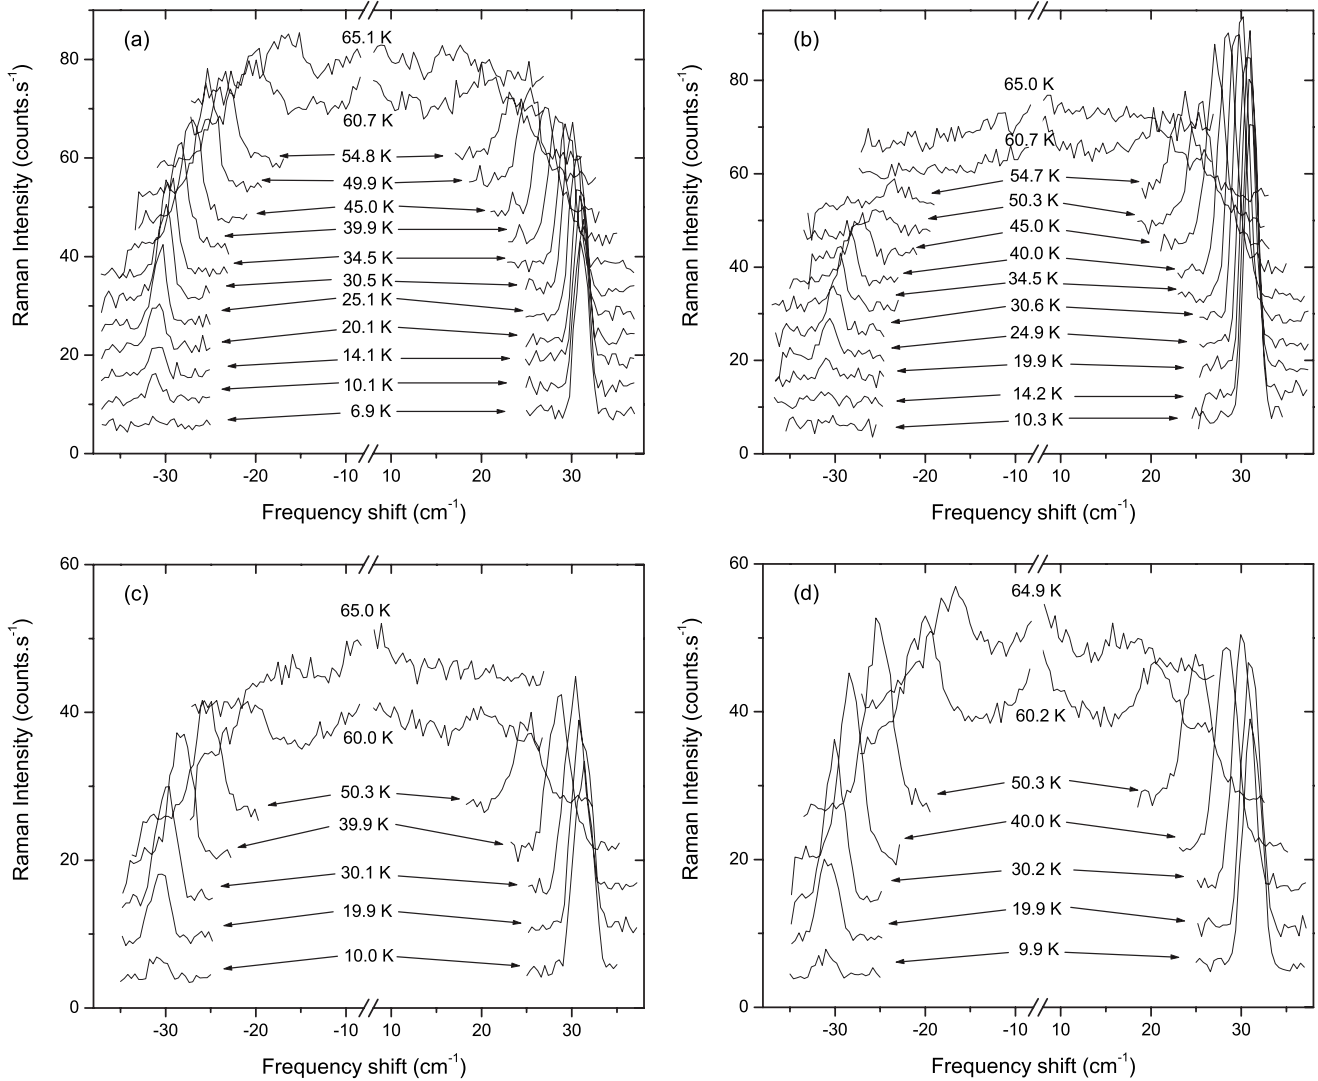 (a)
Raman Intensity (counts.s⁻¹)
80
60
40
20
0
65.1 K
60.7 K
54.8 K
49.9 K
45.0 K
39.9 K
34.5 K
30.5 K
25.1 K
20.1 K
14.1 K
10.1 K
6.9 K
-30 -20 -10 10 20 30
Frequency shift (cm⁻¹)
(b)
Raman Intensity (counts.s⁻¹)
80
60
40
20
0
65.0 K
60.7 K
54.7 K
50.3 K
45.0 K
40.0 K
34.5 K
30.6 K
24.9 K
19.9 K
14.2 K
10.3 K
-30 -20 -10 10 20 30
Frequency shift (cm⁻¹)
(c)
Raman Intensity (counts.s⁻¹)
60
40
20
0
65.0 K
60.0 K
50.3 K
39.9 K
30.1 K
19.9 K
10.0 K
-30 -20 -10 10 20 30
Frequency shift (cm⁻¹)
(d)
Raman Intensity (counts.s⁻¹)
60
40
20
0
64.9 K
60.2 K
50.3 K
40.0 K
30.2 K
19.9 K
9.9 K
-30 -20 -10 10 20 30
Frequency shift (cm⁻¹)